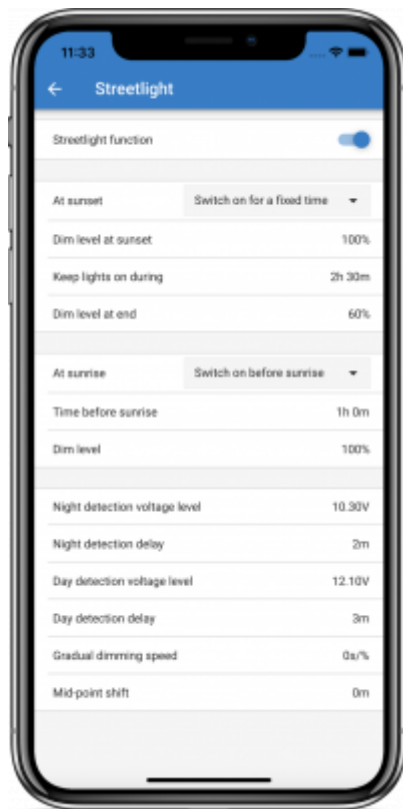 11:33
Streetlight
Streetlight function
At sunset Switch on for a fixed time
Dim level at sunset 100%
Keep lights on during 2h 30m
Dim level at end 60%
At sunrise Switch on before sunrise
Time before sunrise 1h 0m
Dim level 100%
Night detection voltage level 10.30V
Night detection delay 2m
Day detection voltage level 12.10V
Day detection delay 3m
Gradual dimming speed 0s/%
Mid-point shift 0m